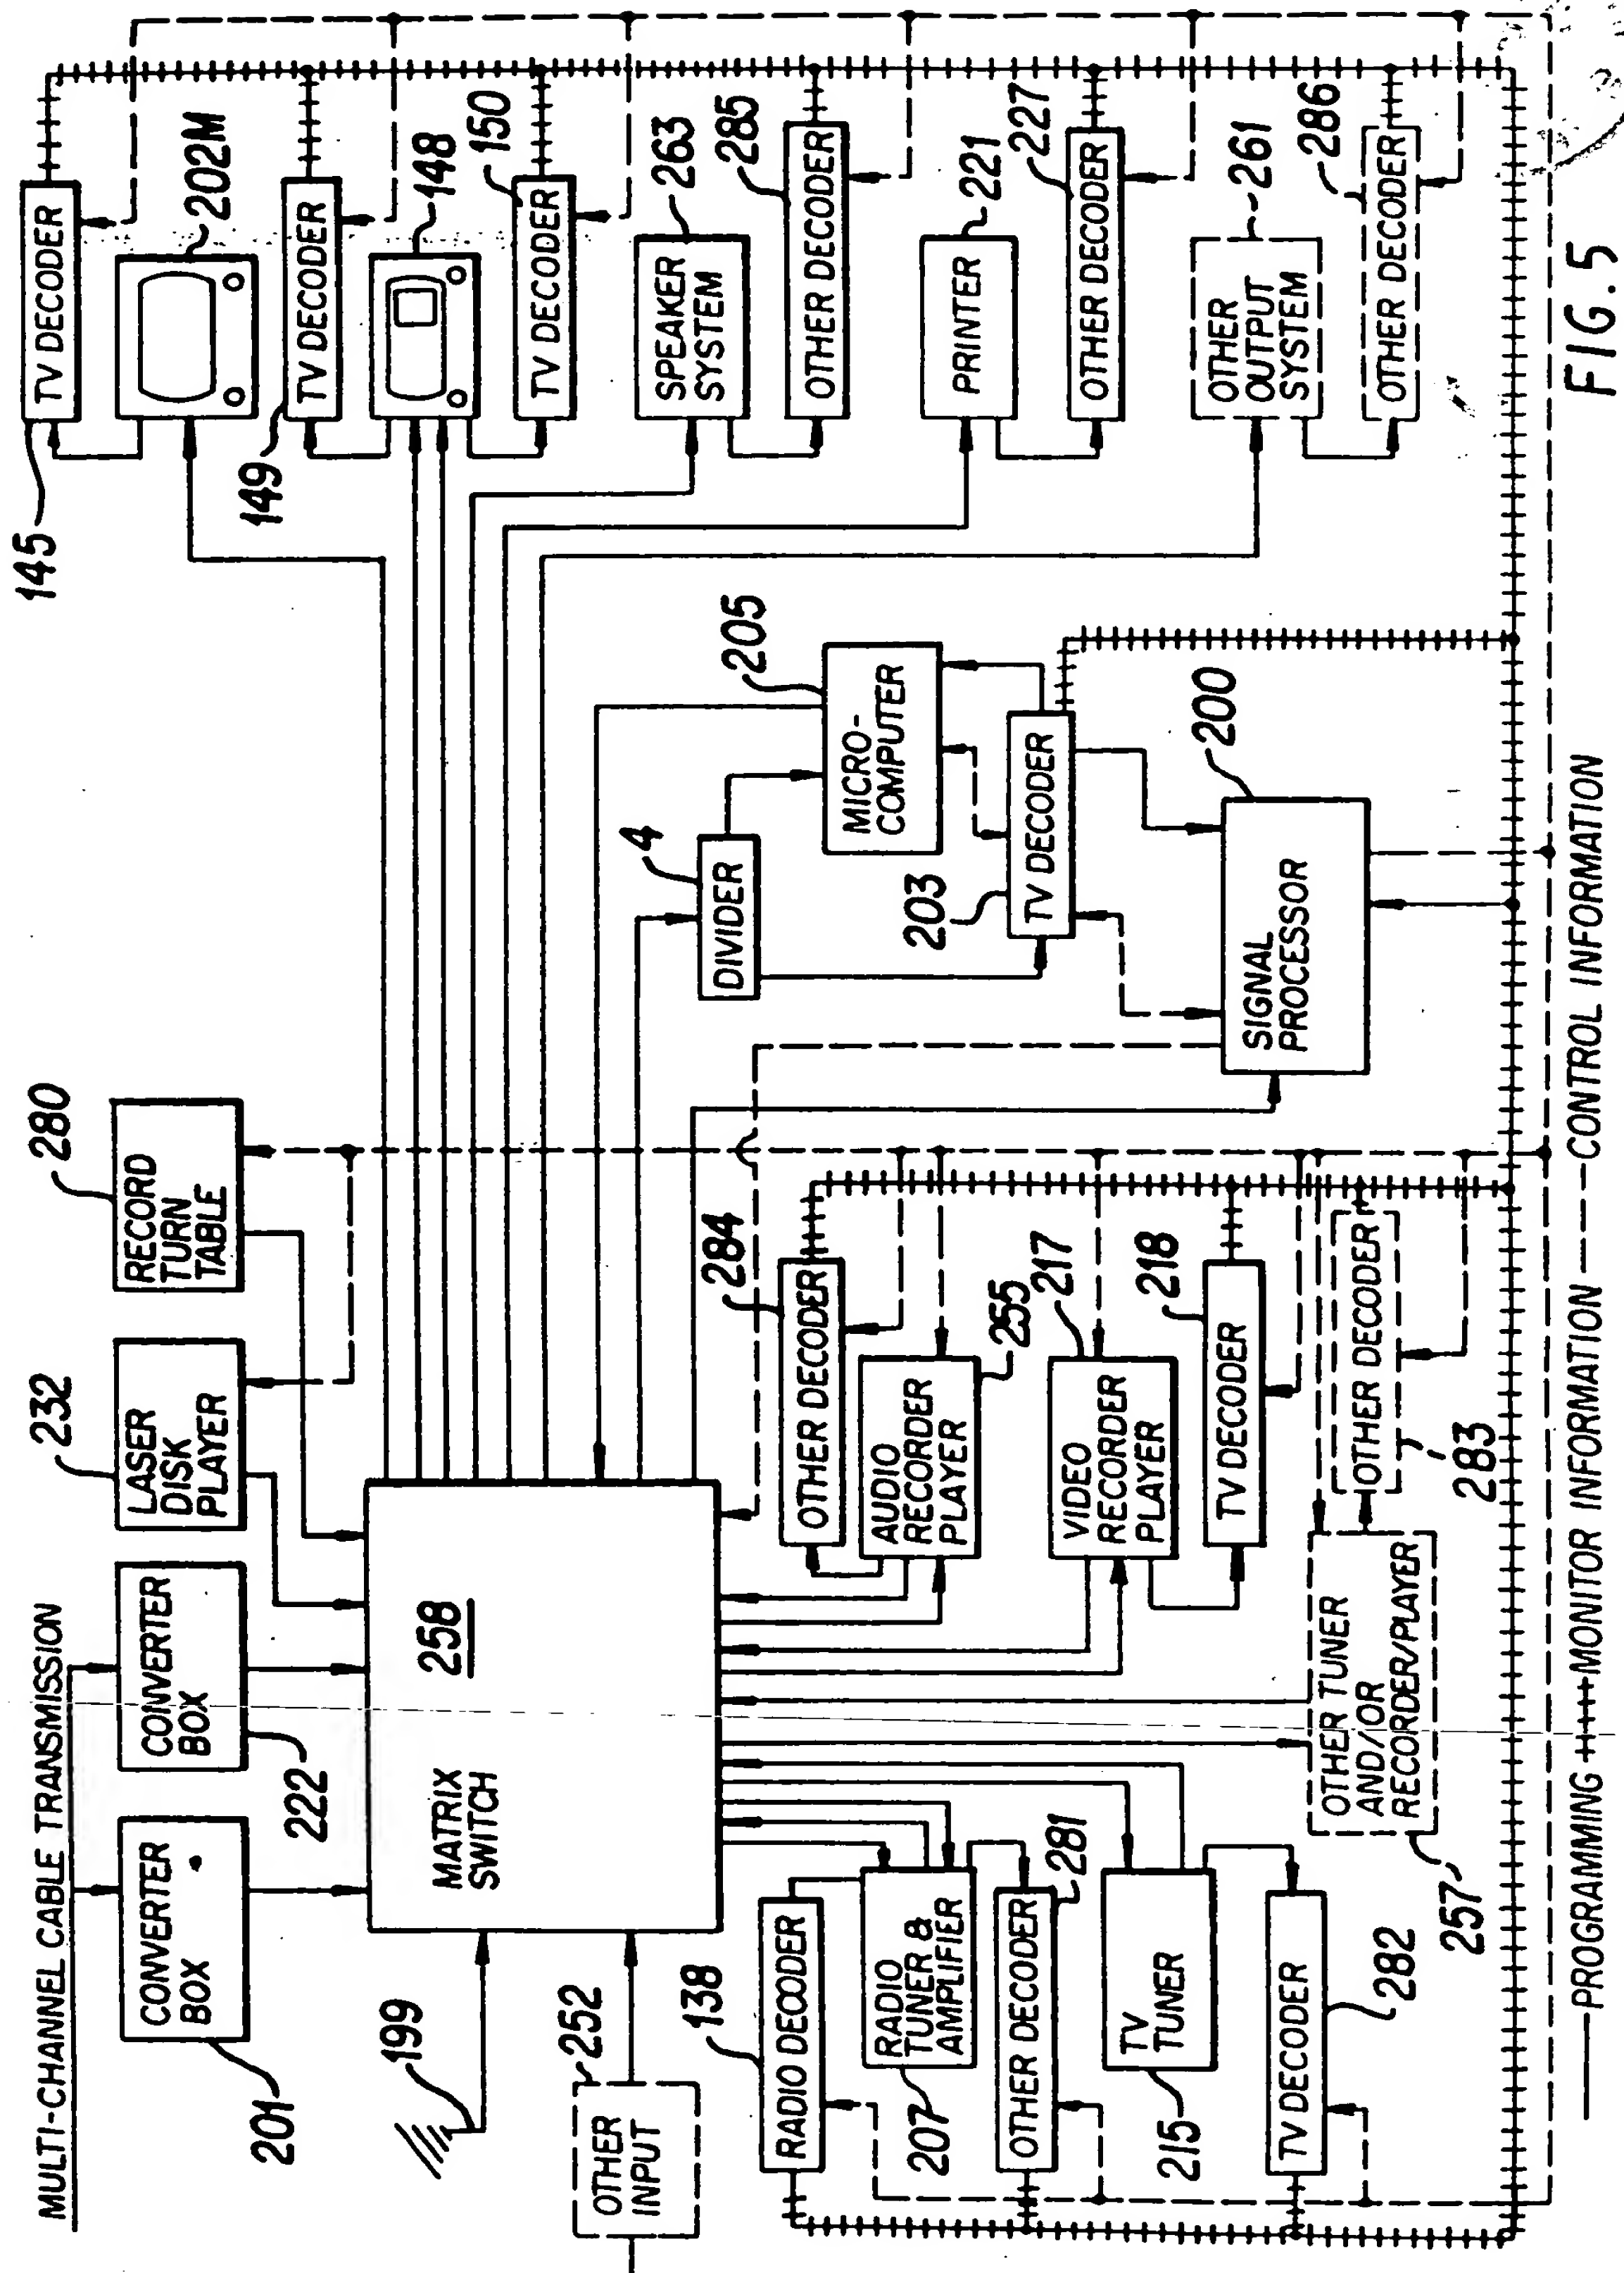 MULTI-CHANNEL CABLE TRANSMISSION
201
CONVERTER
BOX
222
CONVERTER
BOX
232
LASER
DISK
PLAYER
280
RECORD
TURN
TABLE
199
252
OTHER
INPUT
MATRIX
SWITCH
258
138
RADIO DECODER
207
RADIO
TUNER &
AMPLIFIER
281
OTHER DECODER
215
TV
TUNER
282
TV DECODER
257
OTHER TUNER
AND/OR
RECORDER/PLAYER
283
OTHER DECODER
284
OTHER DECODER
255
AUDIO
RECORDER
PLAYER
217
VIDEO
RECORDER
PLAYER
218
TV DECODER
4
DIVIDER
205
MICRO-
COMPUTER
203
TV DECODER
200
SIGNAL
PROCESSOR
145
TV DECODER
202M
149
TV DECODER
148
150
TV DECODER
263
SPEAKER
SYSTEM
285
OTHER DECODER
221
PRINTER
227
OTHER DECODER
261
OTHER
OUTPUT
SYSTEM
286
OTHER DECODER
PROGRAMMING MONITOR INFORMATION CONTROL INFORMATION
FIG. 5